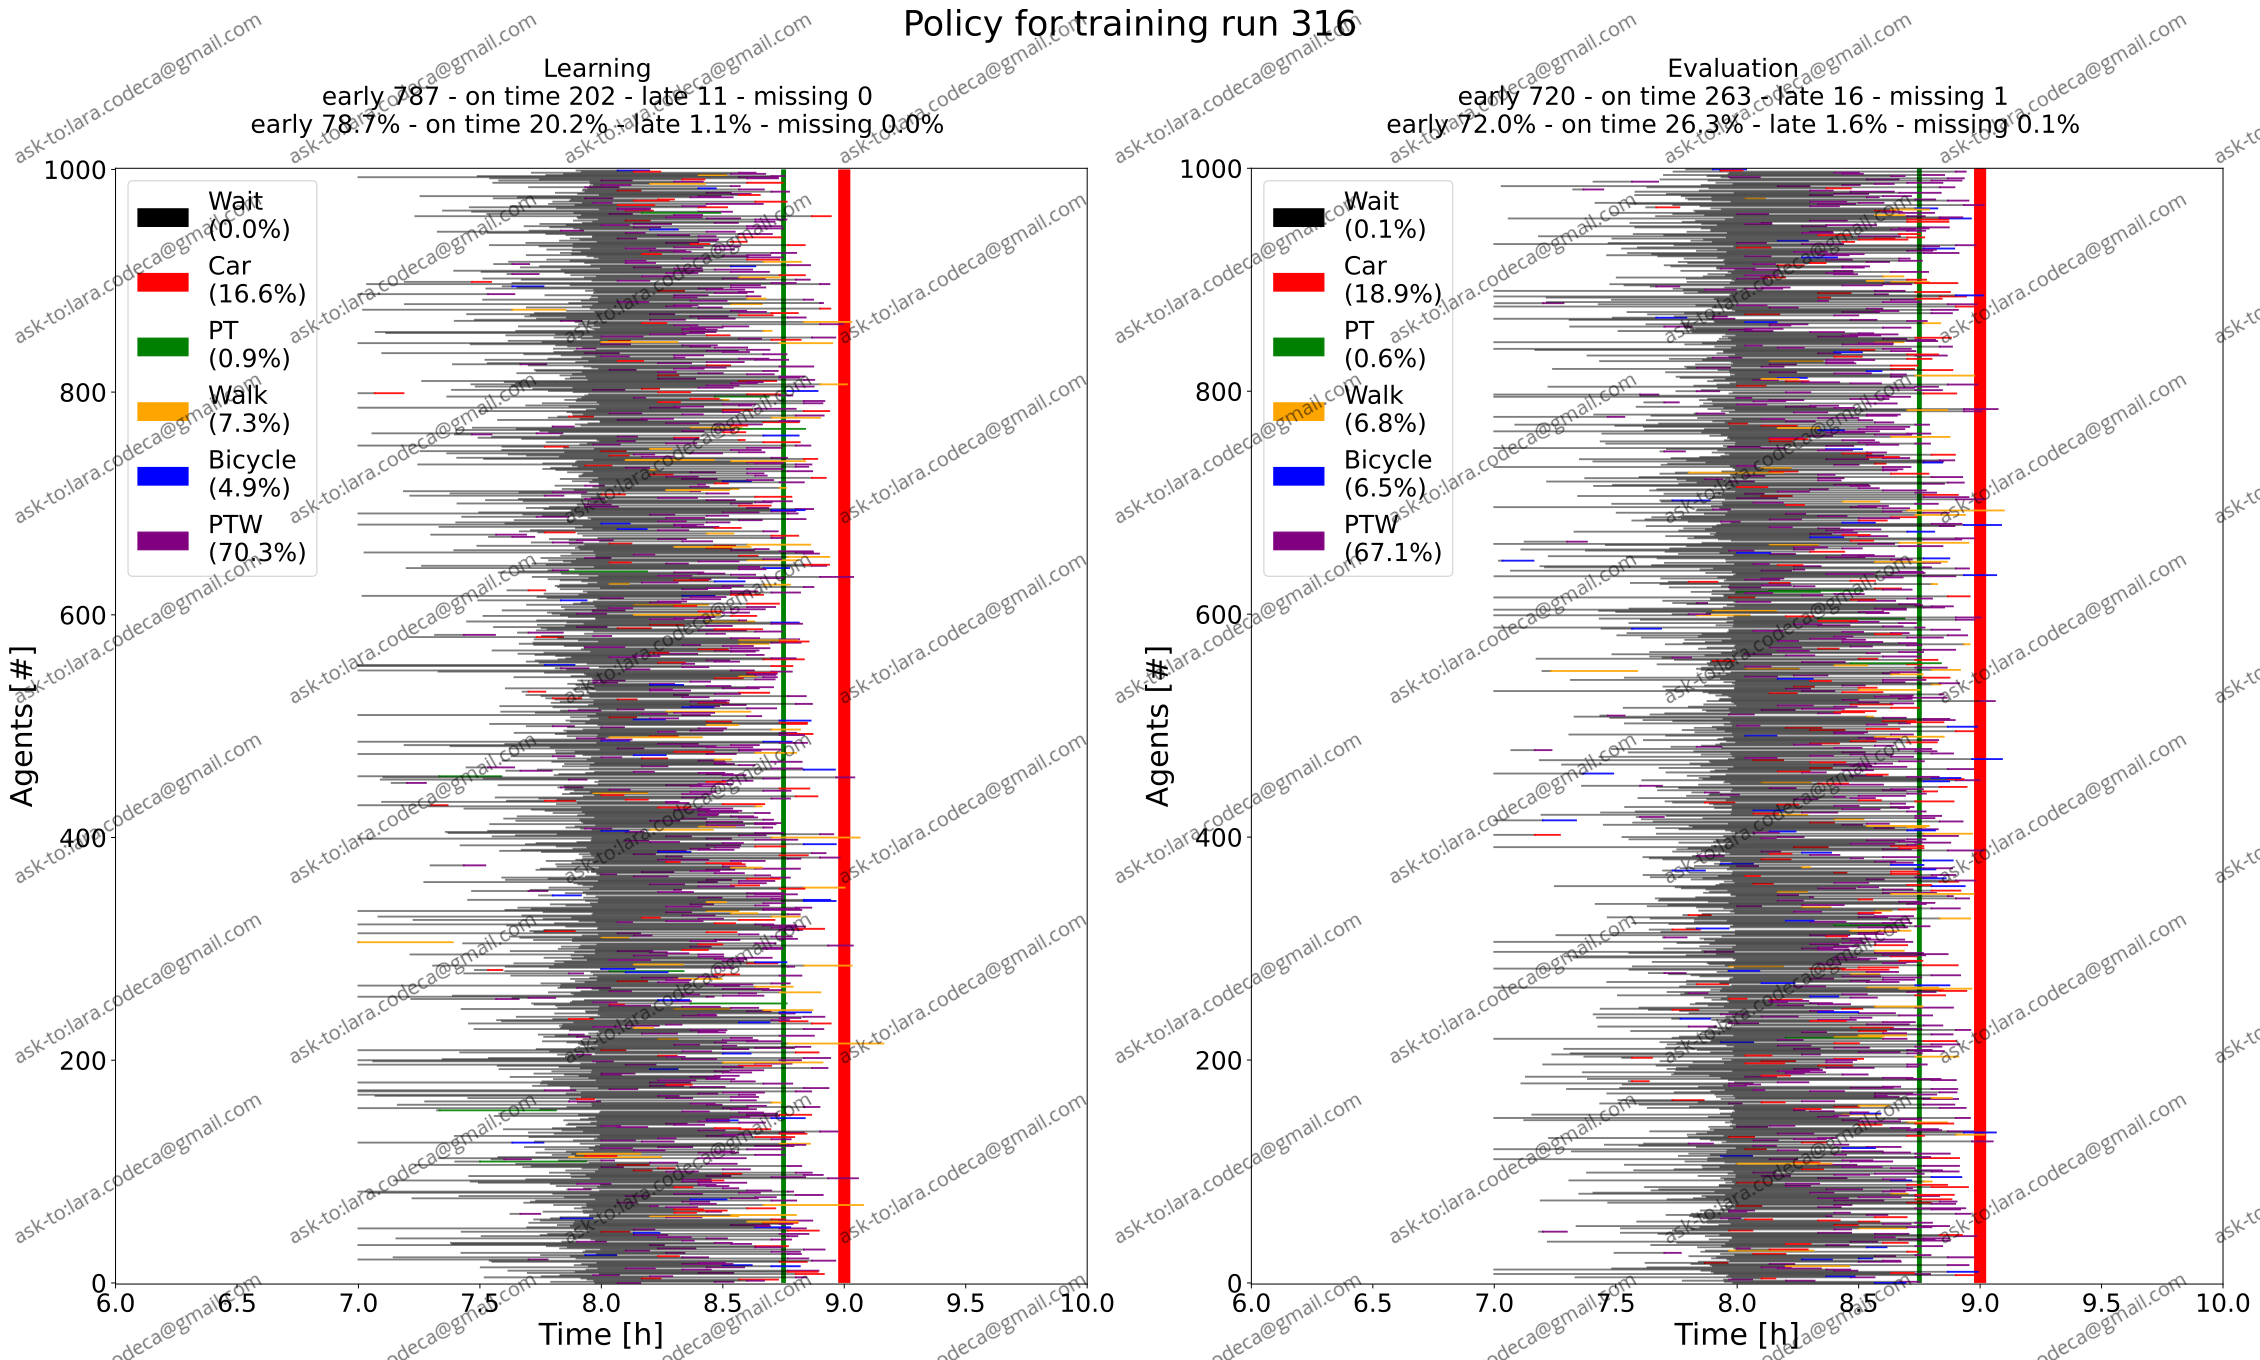 Policy for training run 316
Learning
early 787 - on time 202 - late 11 - missing 0
early 78.7% - on time 20.2% - late 1.1% - missing 0.0%
1000
800
600
400
200
0
Agents [#]
Wait
(0.0%)
Car
(16.6%)
PT
(0.9%)
Walk
(7.3%)
Bicycle
(4.9%)
PTW
(70.3%)
6.0 6.5 7.0 7.5 8.0 8.5 9.0 9.5 10.0
Time [h]
Evaluation
early 720 - on time 263 - late 16 - missing 1
early 72.0% - on time 26.3% - late 1.6% - missing 0.1%
1000
800
600
400
200
0
Agents [#]
Wait
(0.1%)
Car
(18.9%)
PT
(0.6%)
Walk
(6.8%)
Bicycle
(6.5%)
PTW
(67.1%)
6.0 6.5 7.0 7.5 8.0 8.5 9.0 9.5 10.0
Time [h]
ask-to:lara.codeca@gmail.com